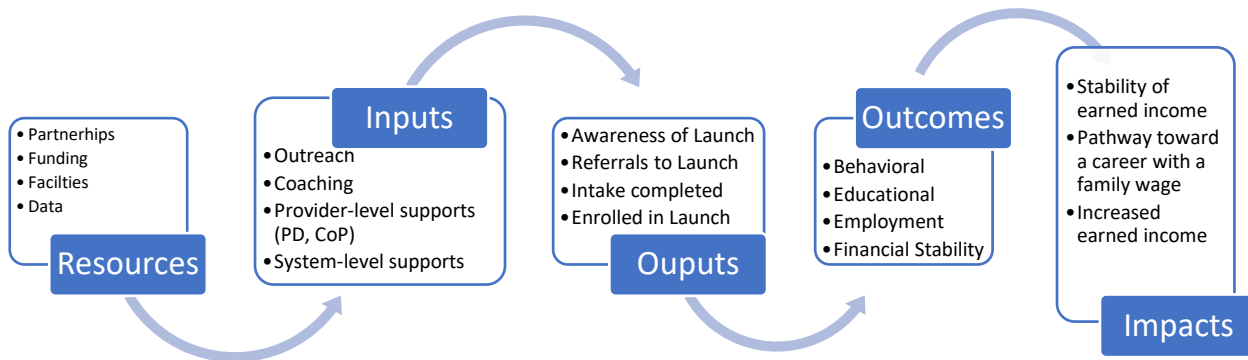 • Partnerhips
• Funding
• Facilties
• Data
Resources
Inputs
• Outreach
• Coaching
• Provider-level supports
(PD, CoP)
• System-level supports
• Awareness of Launch
• Referrals to Launch
• Intake completed
• Enrolled in Launch
Ouputs
Outcomes
• Behavioral
• Educational
• Employment
• Financial Stability
• Stability of
earned income
• Pathway toward
a career with a
family wage
• Increased
earned income
Impacts